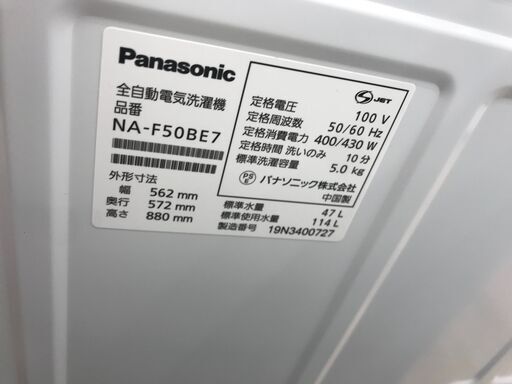 Panasonic
全自動電気洗濯機
品番
NA-F50BE7
外形寸法
幅 562 mm
奥行 572 mm
高さ 880 mm
JET
定格電圧 100 V
定格周波数 50/60 Hz
定格消費電力 400/430 W
定格時間 洗いのみ 10 分
標準洗濯容量 5.0 kg
PS E パナソニック株式会社
中国製
標準水量 47 L
標準使用水量 114 L
製造番号 19N3400727